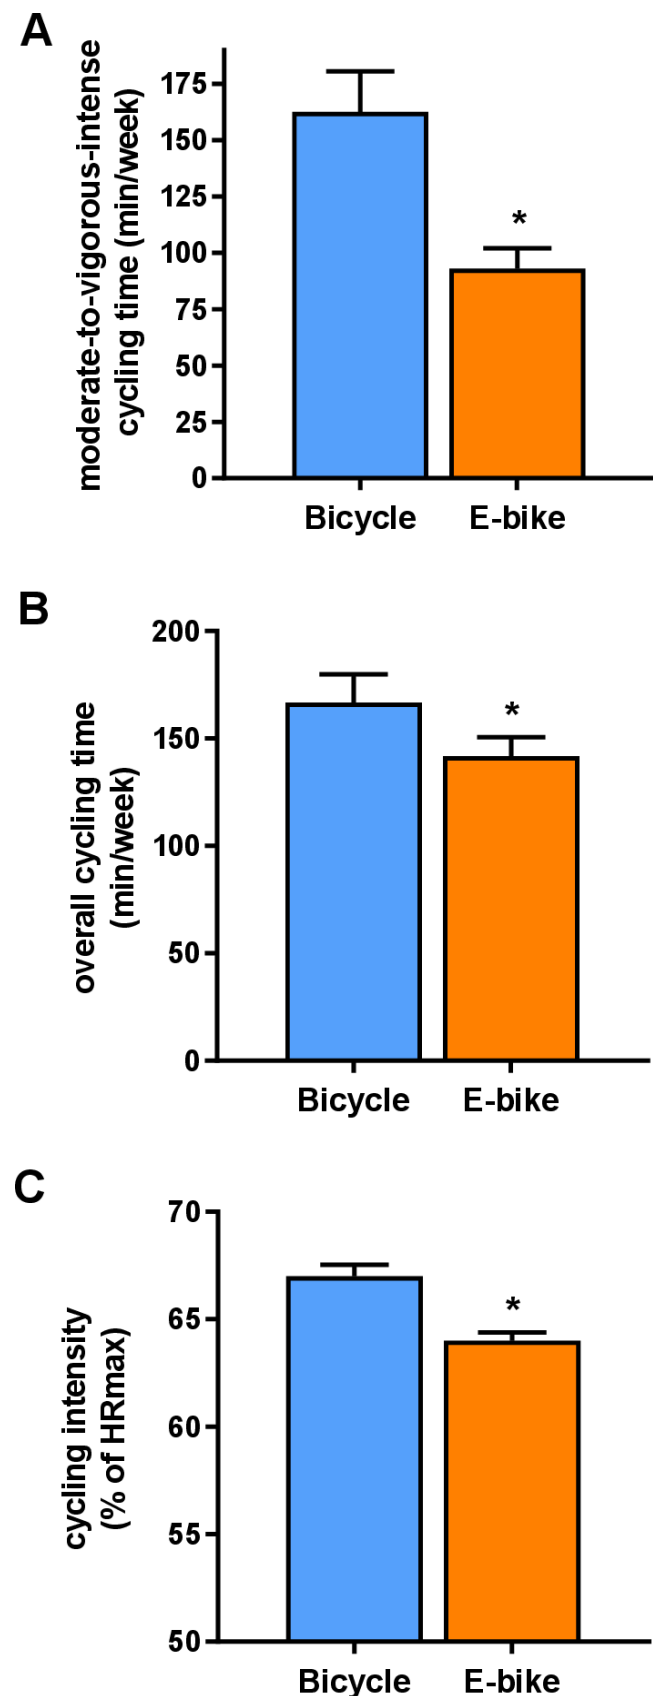 A
moderate-to-vigorous-intense
cycling time (min/week)
175
150
125
100
75
50
25
0
*
Bicycle E-bike
B
overall cycling time
(min/week)
200
150
100
50
0
*
Bicycle E-bike
C
cycling intensity
(% of HRmax)
70
65
60
55
50
*
Bicycle E-bike